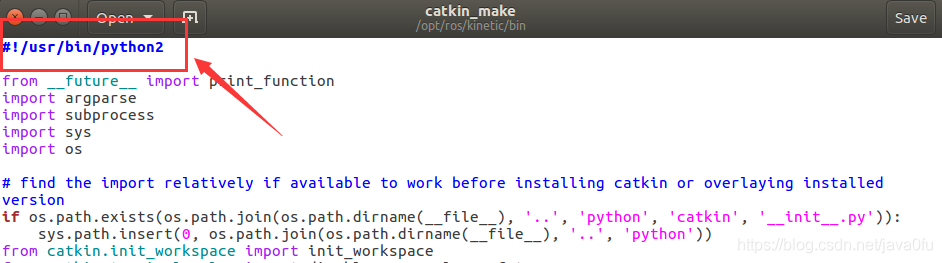 catkin_make
Open
/opt/ros/kinetic/bin
Save
#!/usr/bin/python2
from __future__ import print_function
import argparse
import subprocess
import sys
import os
# find the import relatively if available to work before installing catkin or overlaying installed
version
if os.path.exists(os.path.join(os.path.dirname(__file__), '..', 'python', 'catkin', '__init__.py')):
    sys.path.insert(0, os.path.join(os.path.dirname(__file__), '..', 'python'))
from catkin.init_workspace import init_workspace
https://blog.csdn.net/java0fu